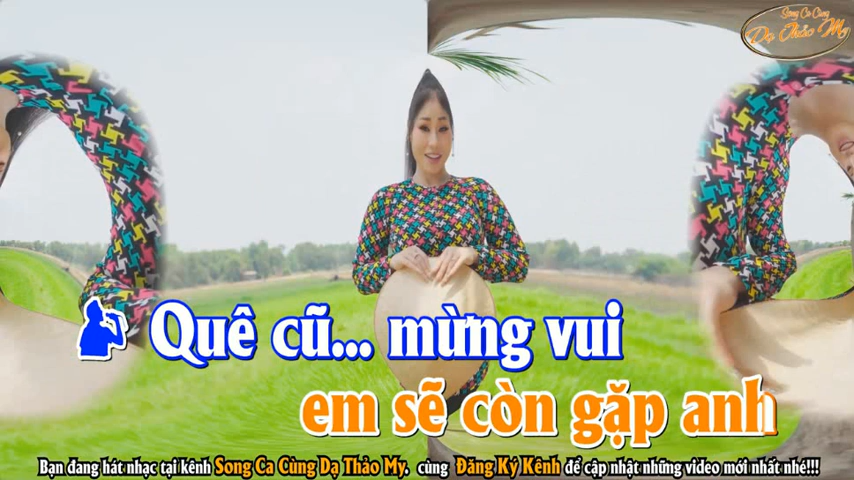 Song Ca Cùng
Dạ Thảo My
Quê cũ... mừng vui
em sẽ còn gặp anh
Bạn đang hát nhạc tại kênh Song Ca Cùng Dạ Thảo My, cùng Đăng Ký Kênh để cập nhật những video mới nhất nhé!!!